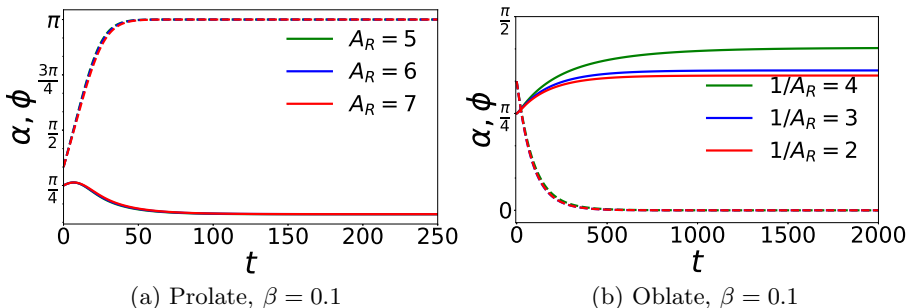 π
3π/4
π/2
π/4
α, ϕ
A_R = 5
A_R = 6
A_R = 7
0 50 100 150 200 250
t
(a) Prolate, β = 0.1
π/2
π/4
0
α, ϕ
1/A_R = 4
1/A_R = 3
1/A_R = 2
0 500 1000 1500 2000
t
(b) Oblate, β = 0.1